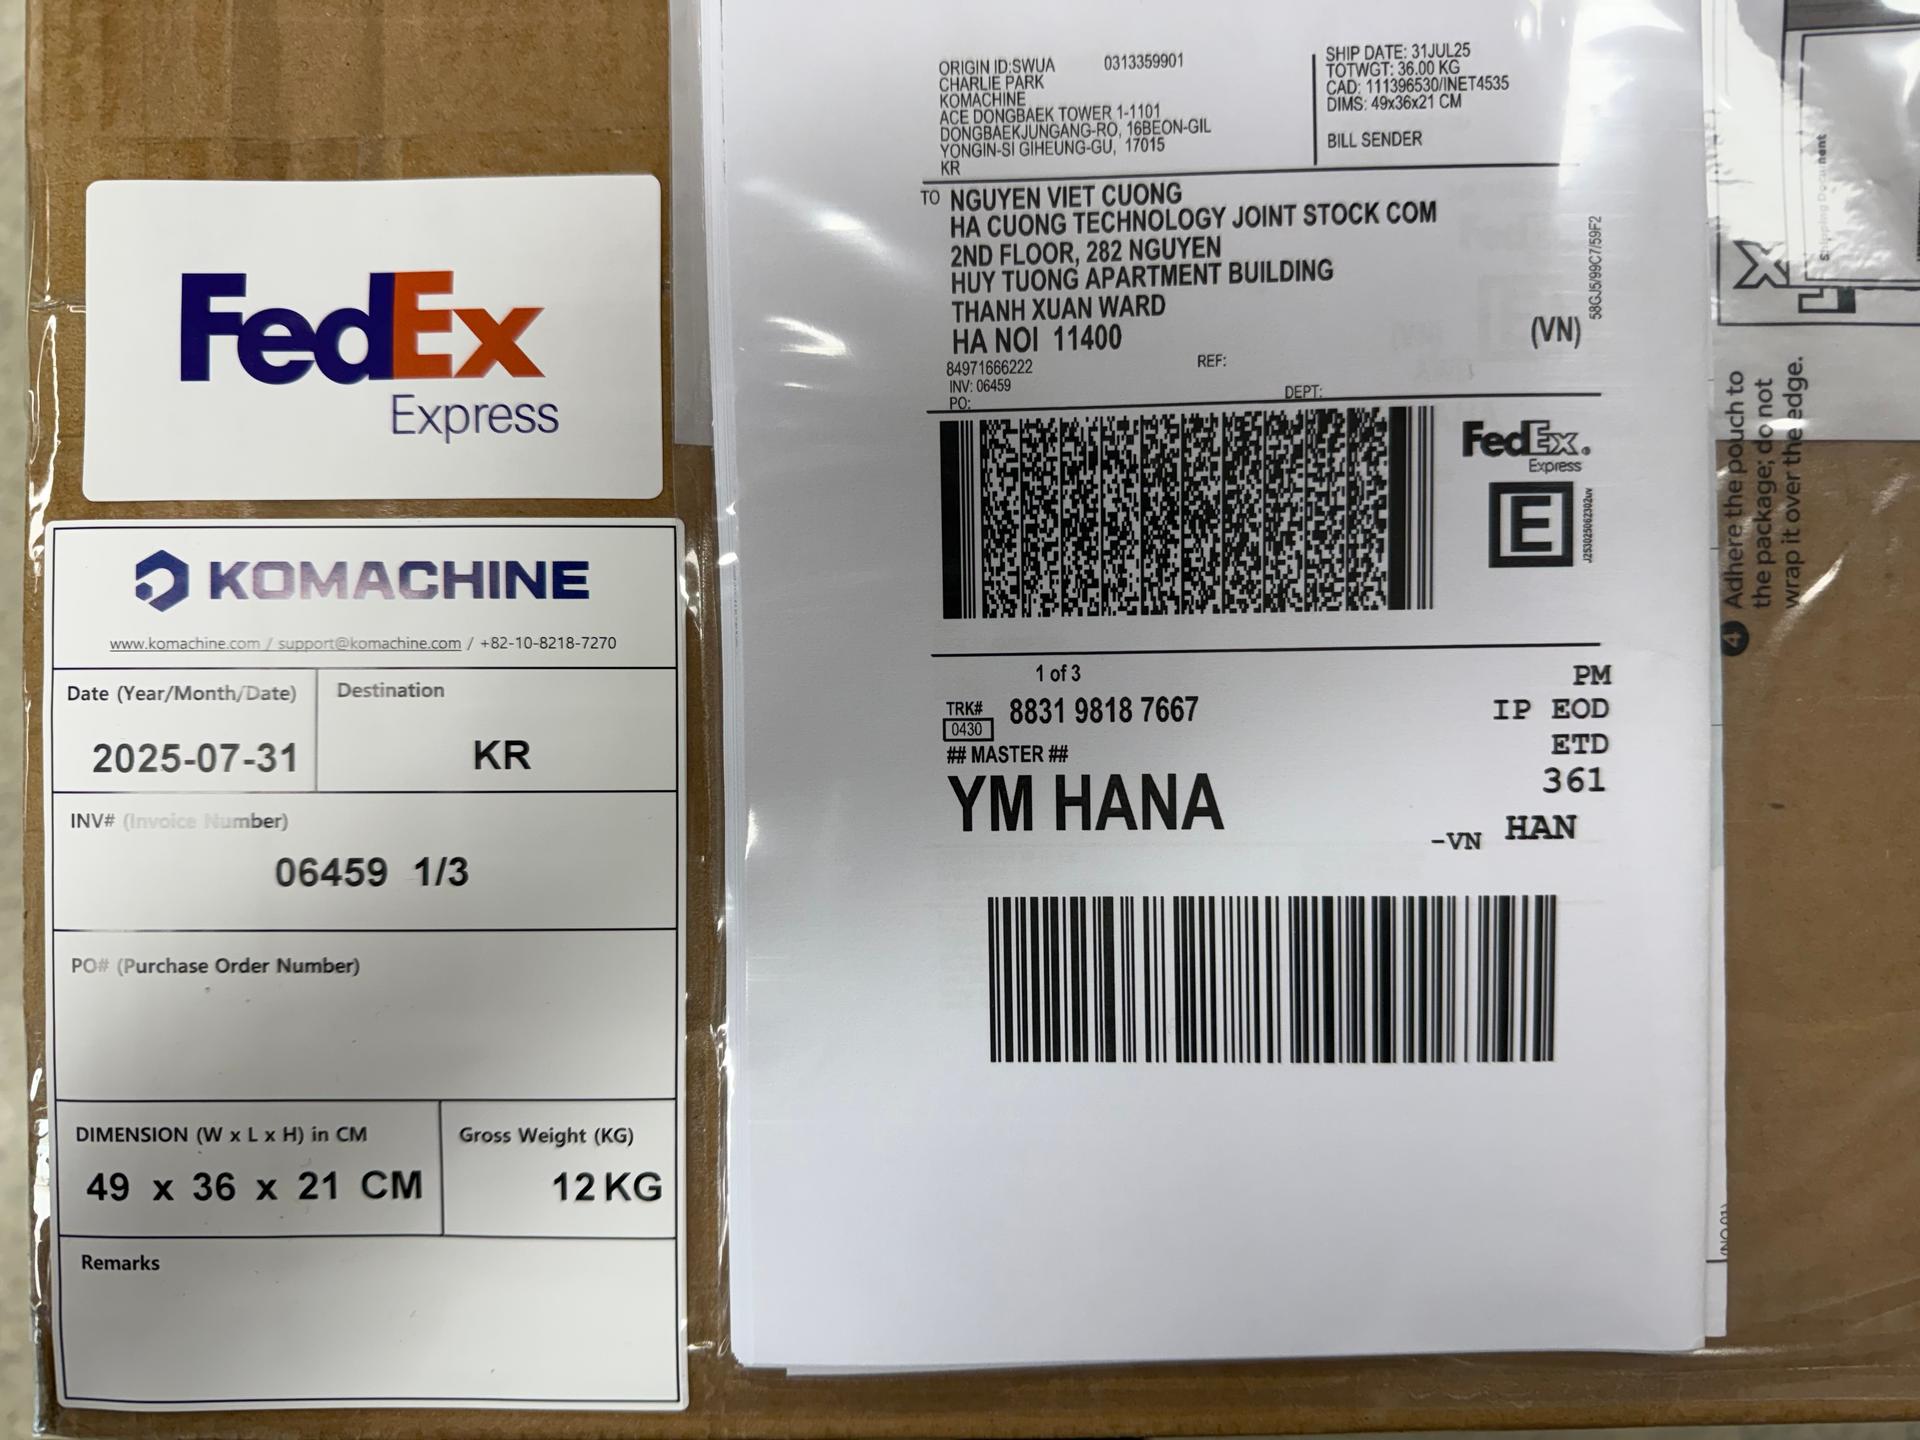 FedEx
Express
KOMACHINE
www.komachine.com / support@komachine.com / +82-10-8218-7270
Date (Year/Month/Date)
2025-07-31
Destination
KR
INV# (Invoice Number)
06459 1/3
PO# (Purchase Order Number)
DIMENSION (W x L x H) in CM
49 x 36 x 21 CM
Gross Weight (KG)
12 KG
Remarks
ORIGIN ID:SWUA 0313359901
CHARLIE PARK
KOMACHINE
ACE DONGBAEK TOWER 1-1101
DONGBAEKJUNGANG-RO, 16BEON-GIL
YONGIN-SI GIHEUNG-GU, 17015
KR
SHIP DATE: 31JUL25
TOTWGT: 36.00 KG
CAD: 111396530/INET4535
DIMS: 49x36x21 CM
BILL SENDER
TO NGUYEN VIET CUONG
HA CUONG TECHNOLOGY JOINT STOCK COM
2ND FLOOR, 282 NGUYEN
HUY TUONG APARTMENT BUILDING
THANH XUAN WARD
HA NOI 11400
(VN)
84971666222
REF:
INV: 06459
PO:
DEPT:
58GJ5/99C7/59F2
FedEx.
Express
E
J253025062302uv
1 of 3
TRK# 8831 9818 7667
0430
## MASTER ##
YM HANA
PM
IP EOD
ETD
361
-VN HAN
Shipping Document
4 Adhere the pouch to
the package; do not
wrap it over the edge.